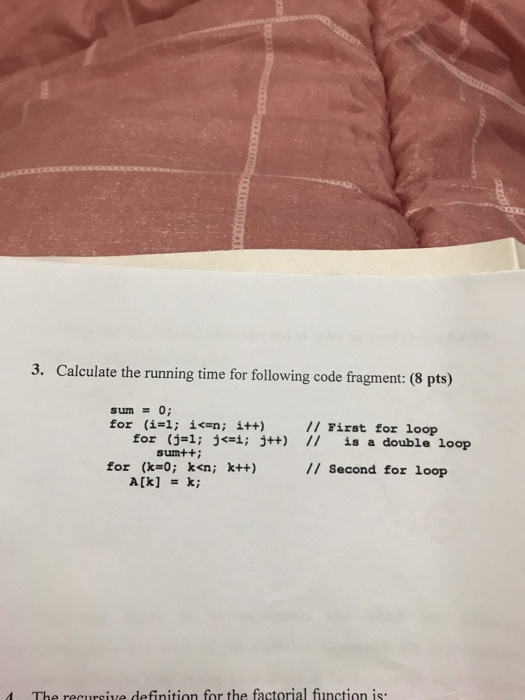 3. Calculate the running time for following code fragment: (8 pts)
sum = 0;
for (i=1; i<=n; i++) // First for loop
for (j=1; j<=i; j++) // is a double loop
sum++;
for (k=0; k<n; k++) // Second for loop
A[k] = k;
The recursive definition for the factorial function is: